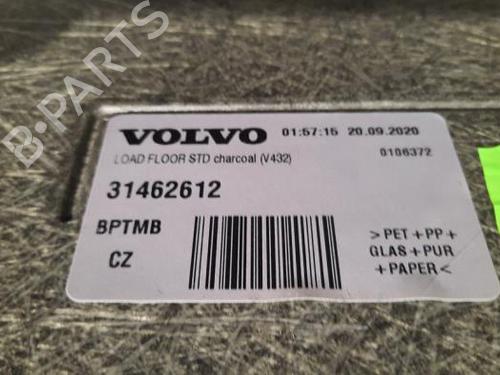 B-PARTS
VOLVO 01:57:15 20.09.2020
LOAD FLOOR STD charcoal (V432) 0106372
31462612
BPTMB > PET + PP +
CZ GLAS + PUR
+ PAPER <